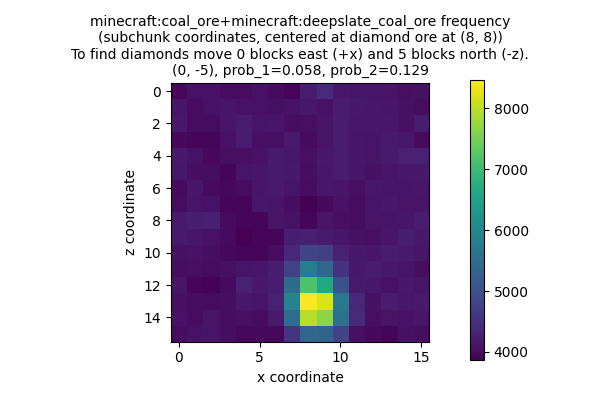 minecraft:coal_ore+minecraft:deepslate_coal_ore frequency
(subchunk coordinates, centered at diamond ore at (8, 8))
To find diamonds move 0 blocks east (+x) and 5 blocks north (-z).
(0, -5), prob_1=0.058, prob_2=0.129
0
2
4
6
8
10
12
14
z coordinate
0
5
10
15
x coordinate
8000
7000
6000
5000
4000